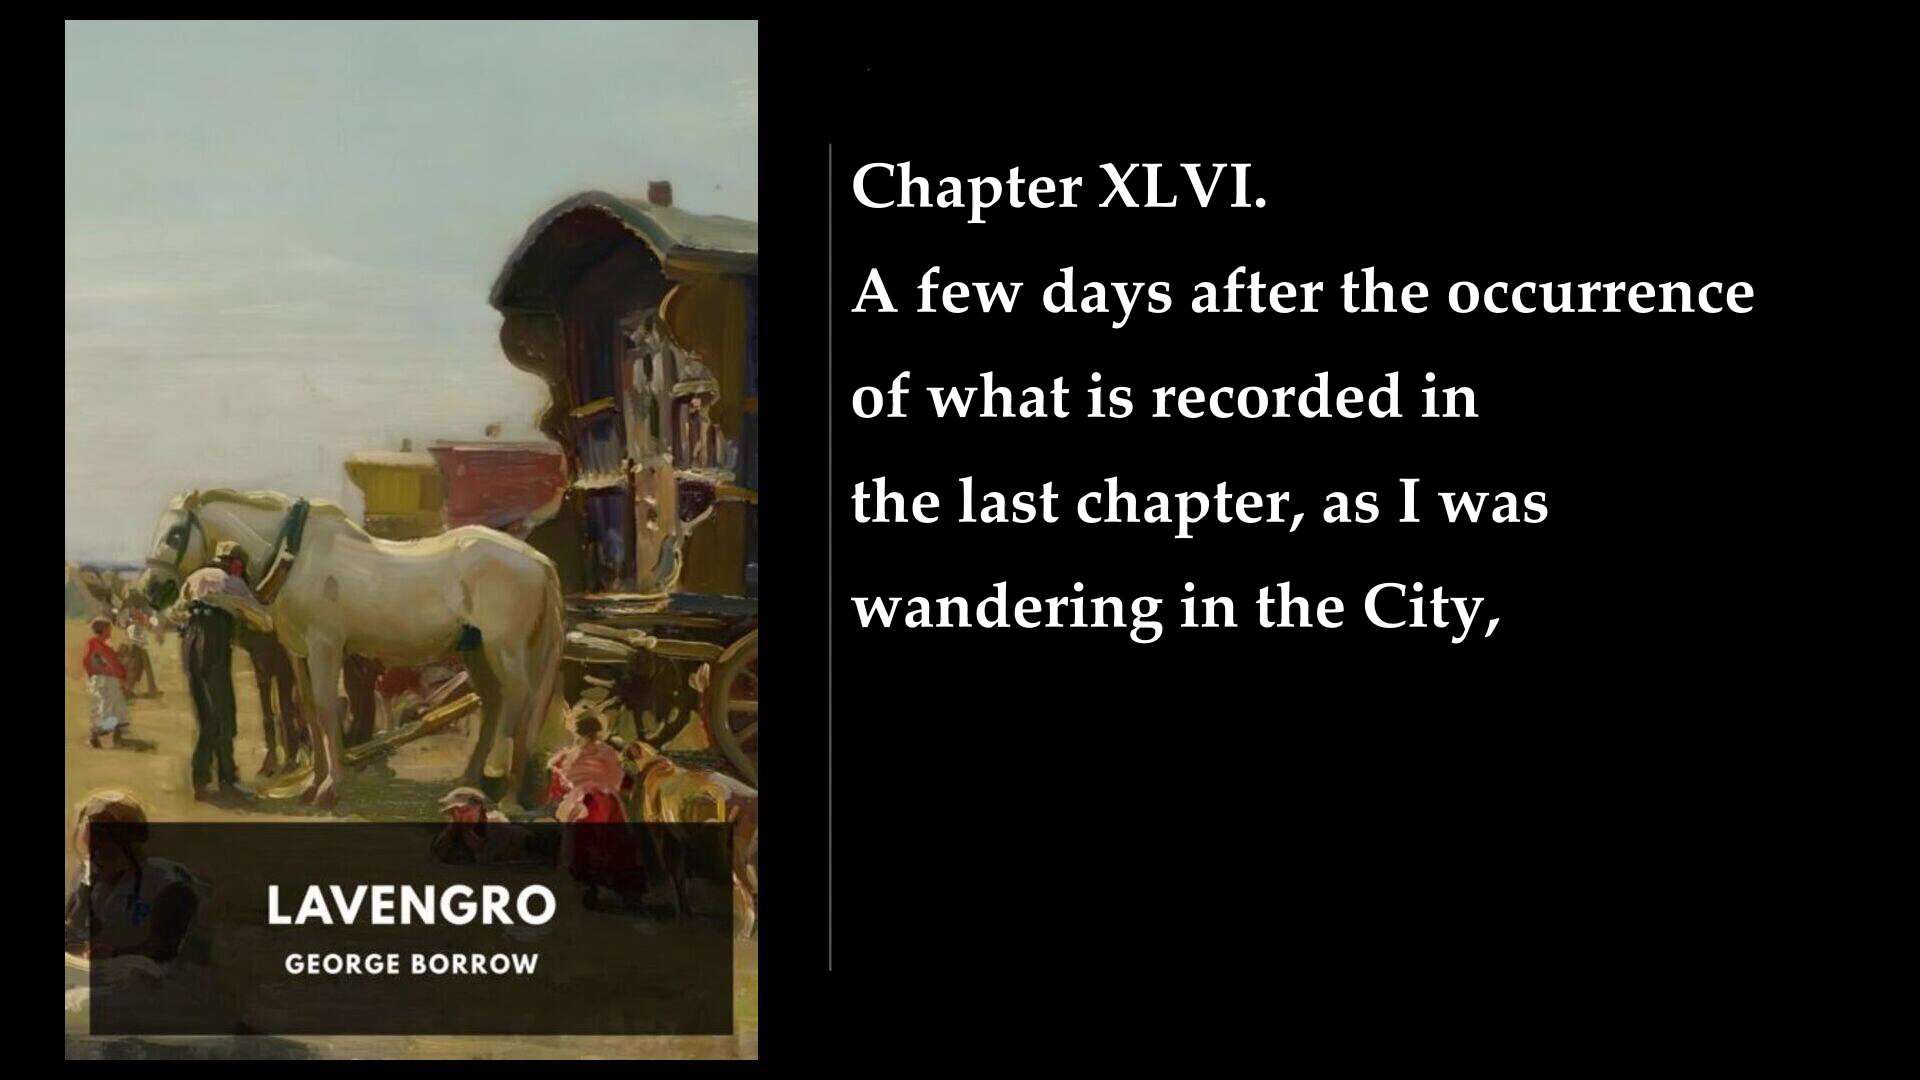 Chapter XLVI.
A few days after the occurrence
of what is recorded in
the last chapter, as I was
wandering in the City,
LAVENGRO
GEORGE BORROW